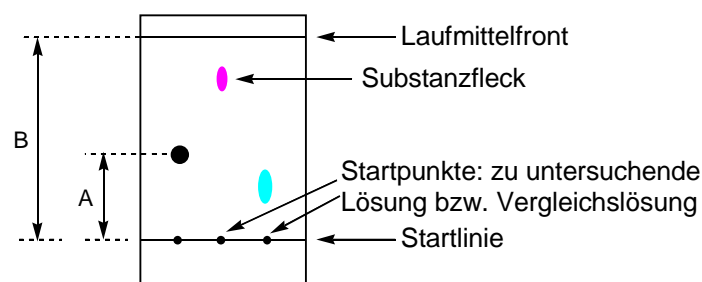 Laufmittelfront
Substanzfleck
B
A
Startpunkte: zu untersuchende
Lösung bzw. Vergleichslösung
Startlinie